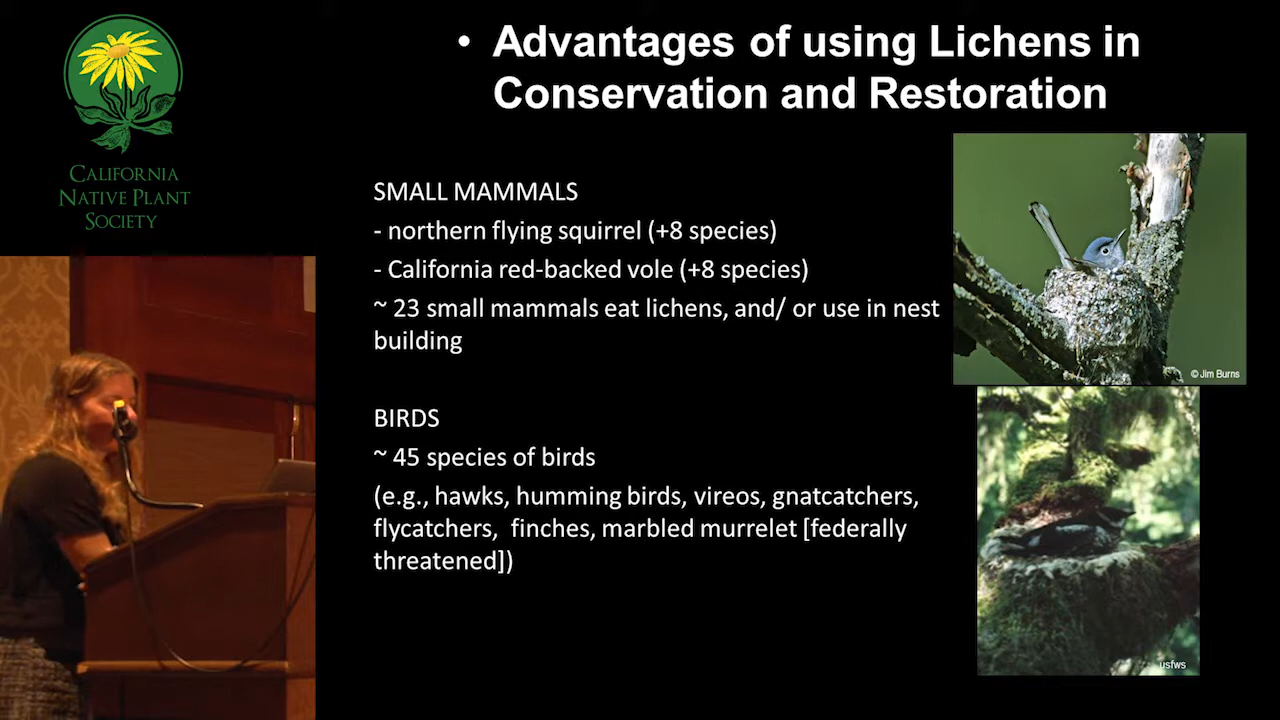 • Advantages of using Lichens in
Conservation and Restoration
CALIFORNIA
NATIVE PLANT
SOCIETY
SMALL MAMMALS
- northern flying squirrel (+8 species)
- California red-backed vole (+8 species)
~ 23 small mammals eat lichens, and/ or use in nest
building
© Jim Burns
BIRDS
~ 45 species of birds
(e.g., hawks, humming birds, vireos, gnatcatchers,
flycatchers, finches, marbled murrelet [federally
threatened])
usfws